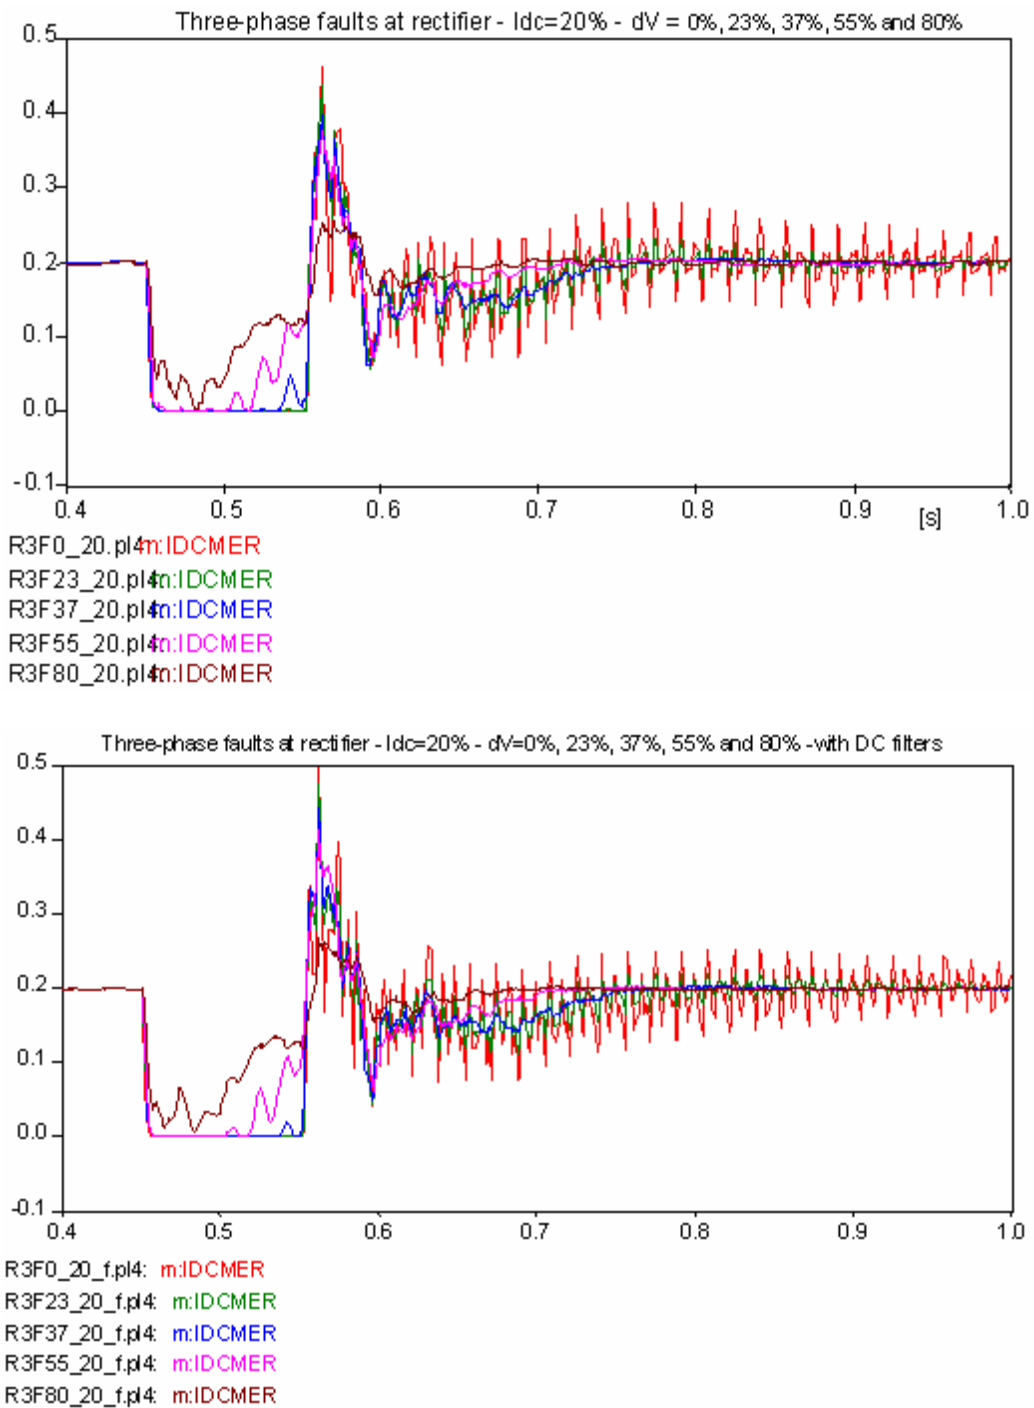 Three-phase faults at rectifier - Idc=20% - dV = 0%, 23%, 37%, 55% and 80%
0.5
0.4
0.3
0.2
0.1
0.0
-0.1
0.4
0.5
0.6
0.7
0.8
0.9
[s]
1.0
R3F0_20.pl4:m:IDCMER
R3F23_20.pl4:m:IDCMER
R3F37_20.pl4:m:IDCMER
R3F55_20.pl4:m:IDCMER
R3F80_20.pl4:m:IDCMER
Three-phase faults at rectifier - Idc=20% - dV=0%, 23%, 37%, 55% and 80% -with DC filters
0.5
0.4
0.3
0.2
0.1
0.0
-0.1
0.4
0.5
0.6
0.7
0.8
0.9
1.0
R3F0_20_f.pl4: m:IDCMER
R3F23_20_f.pl4: m:IDCMER
R3F37_20_f.pl4: m:IDCMER
R3F55_20_f.pl4: m:IDCMER
R3F80_20_f.pl4: m:IDCMER